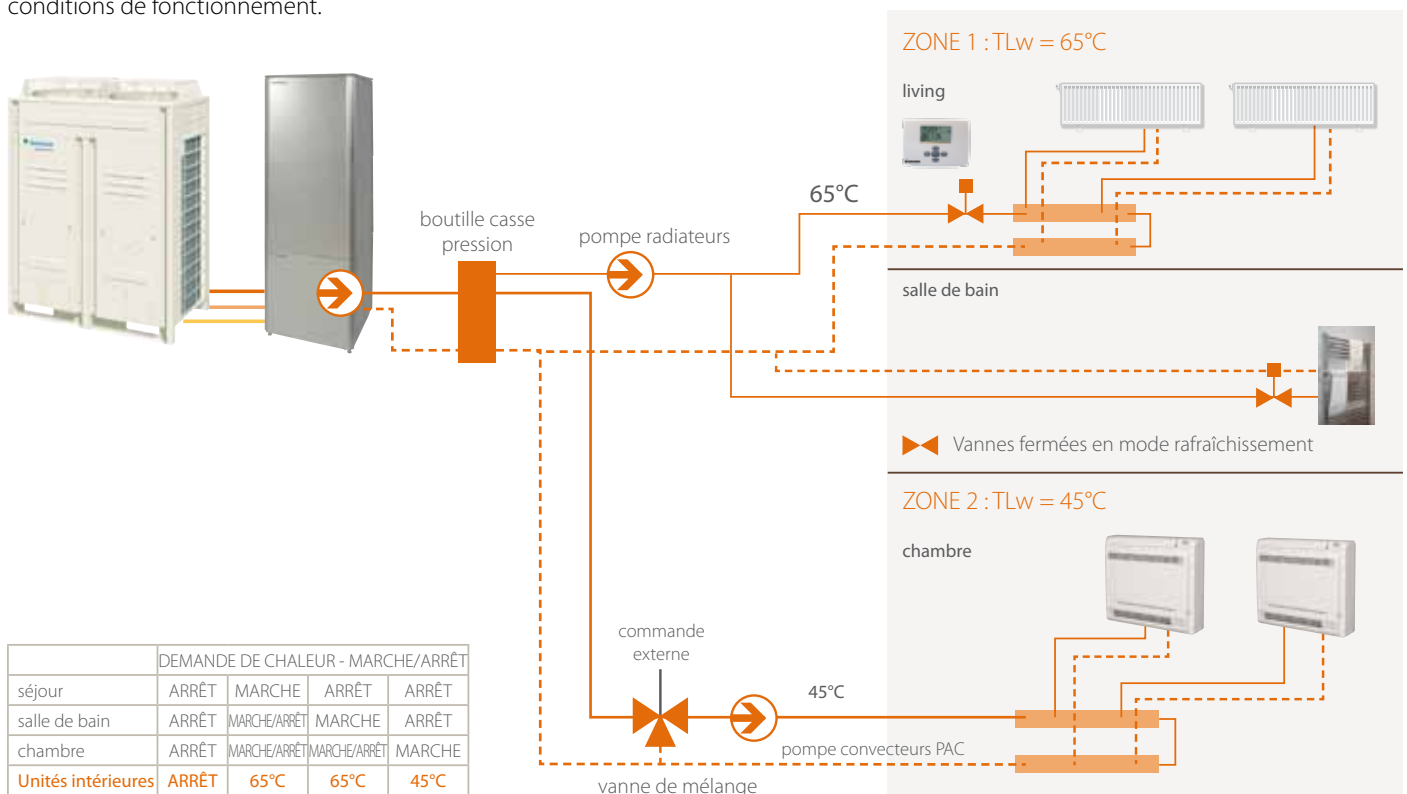 conditions de fonctionnement.
ZONE 1 : TLw = 65°C
living
65°C
boutille casse
pression
pompe radiateurs
salle de bain
Vannes fermées en mode rafraîchissement
ZONE 2 : TLw = 45°C
chambre
commande
externe
45°C
pompe convecteurs PAC
vanne de mélange
DEMANDE DE CHALEUR - MARCHE/ARRÊT
séjour ARRÊT MARCHE ARRÊT ARRÊT
salle de bain ARRÊT MARCHE/ARRÊT MARCHE ARRÊT
chambre ARRÊT MARCHE/ARRÊT MARCHE/ARRÊT MARCHE
Unités intérieures ARRÊT 65°C 65°C 45°C